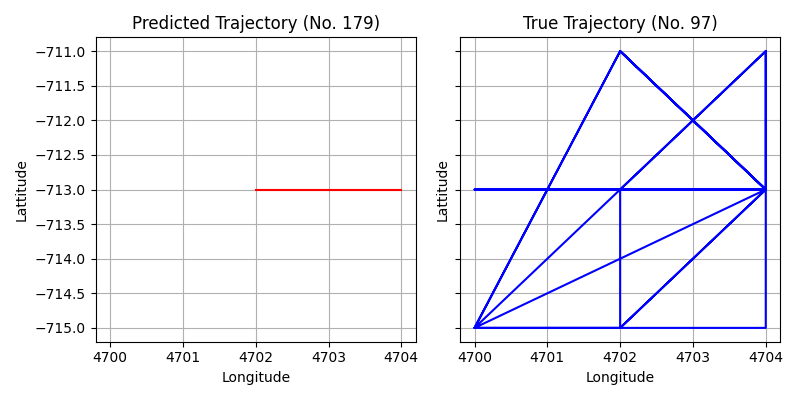 Predicted Trajectory (No. 179)
−711.0
−711.5
−712.0
−712.5
−713.0
−713.5
−714.0
−714.5
−715.0
Lattitude
4700 4701 4702 4703 4704
Longitude
True Trajectory (No. 97)
Lattitude
4700 4701 4702 4703 4704
Longitude